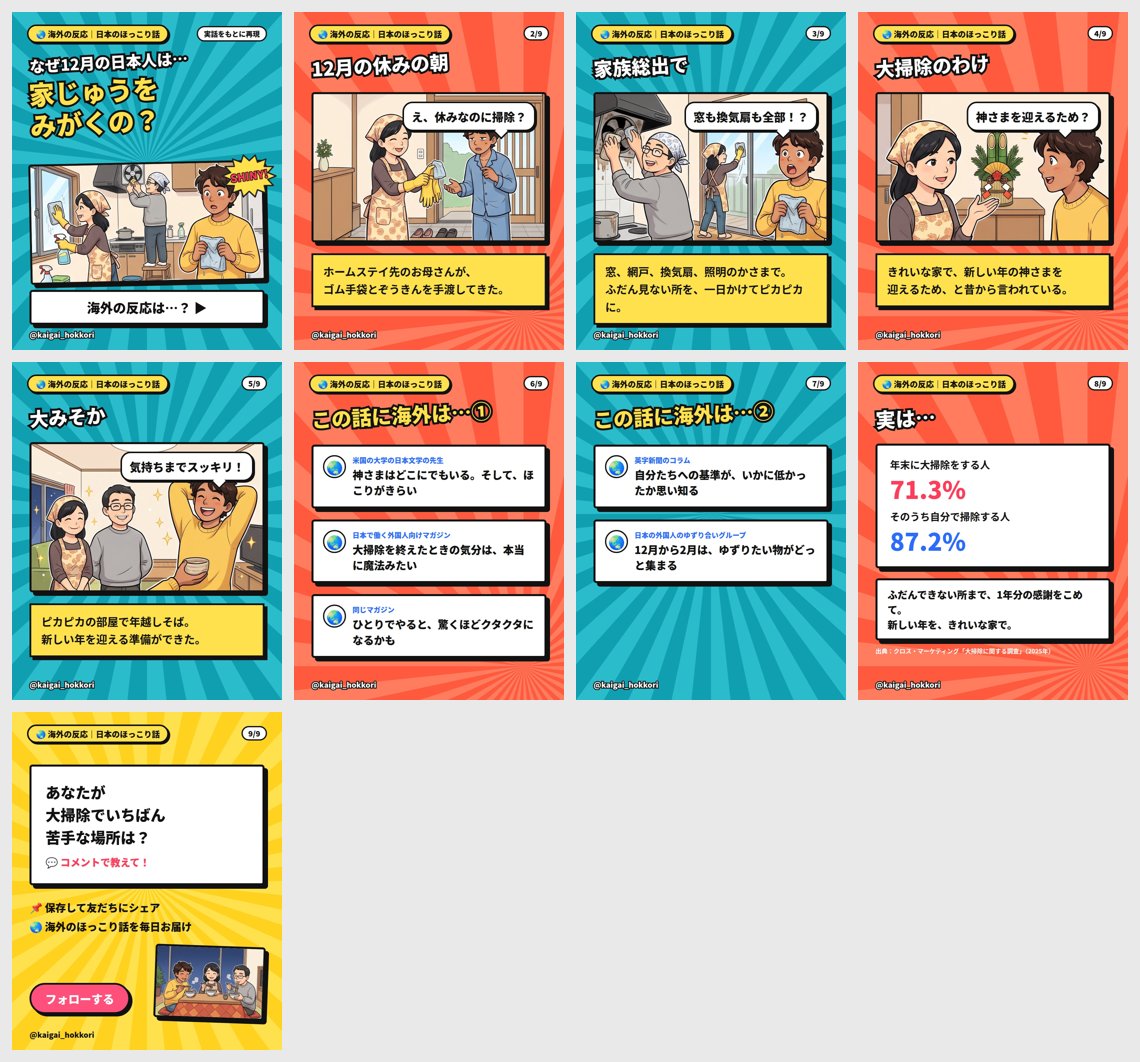 海外の反応｜日本のほっこり話
実話をもとに再現
なぜ12月の日本人は…
家じゅうを
みがくの？
SHINY!
海外の反応は…？ ▶
@kaigai_hokkori
海外の反応｜日本のほっこり話
2/9
12月の休みの朝
え、休みなのに掃除？
ホームステイ先のお母さんが、
ゴム手袋とぞうきんを手渡してきた。
@kaigai_hokkori
海外の反応｜日本のほっこり話
3/9
家族総出で
窓も換気扇も全部！？
窓、網戸、換気扇、照明のかさまで。
ふだん見ない所を、一日かけてピカピカ
に。
@kaigai_hokkori
海外の反応｜日本のほっこり話
4/9
大掃除のわけ
神さまを迎えるため？
きれいな家で、新しい年の神さまを
迎えるため、と昔から言われている。
@kaigai_hokkori
海外の反応｜日本のほっこり話
5/9
大みそか
気持ちまでスッキリ！
ピカピカの部屋で年越しそば。
新しい年を迎える準備ができた。
@kaigai_hokkori
海外の反応｜日本のほっこり話
6/9
この話に海外は…①
米国の大学の日本文学の先生
神さまはどこにでもいる。そして、ほ
こりがきらい
日本で働く外国人向けマガジン
大掃除を終えたときの気分は、本当
に魔法みたい
同じマガジン
ひとりでやると、驚くほどクタクタに
なるかも
@kaigai_hokkori
海外の反応｜日本のほっこり話
7/9
この話に海外は…②
英字新聞のコラム
自分たちへの基準が、いかに低かっ
たか思い知る
日本の外国人のゆずり合いグループ
12月から2月は、ゆずりたい物がどっ
と集まる
@kaigai_hokkori
海外の反応｜日本のほっこり話
8/9
実は…
年末に大掃除をする人
71.3%
そのうち自分で掃除する人
87.2%
ふだんできない所まで、1年分の感謝をこめ
て。
新しい年を、きれいな家で。
出典：クロス・マーケティング「大掃除に関する調査」（2025年）
@kaigai_hokkori
海外の反応｜日本のほっこり話
9/9
あなたが
大掃除でいちばん
苦手な場所は？
💬 コメントで教えて！
📌 保存して友だちにシェア
🌏 海外のほっこり話を毎日お届け
フォローする
@kaigai_hokkori